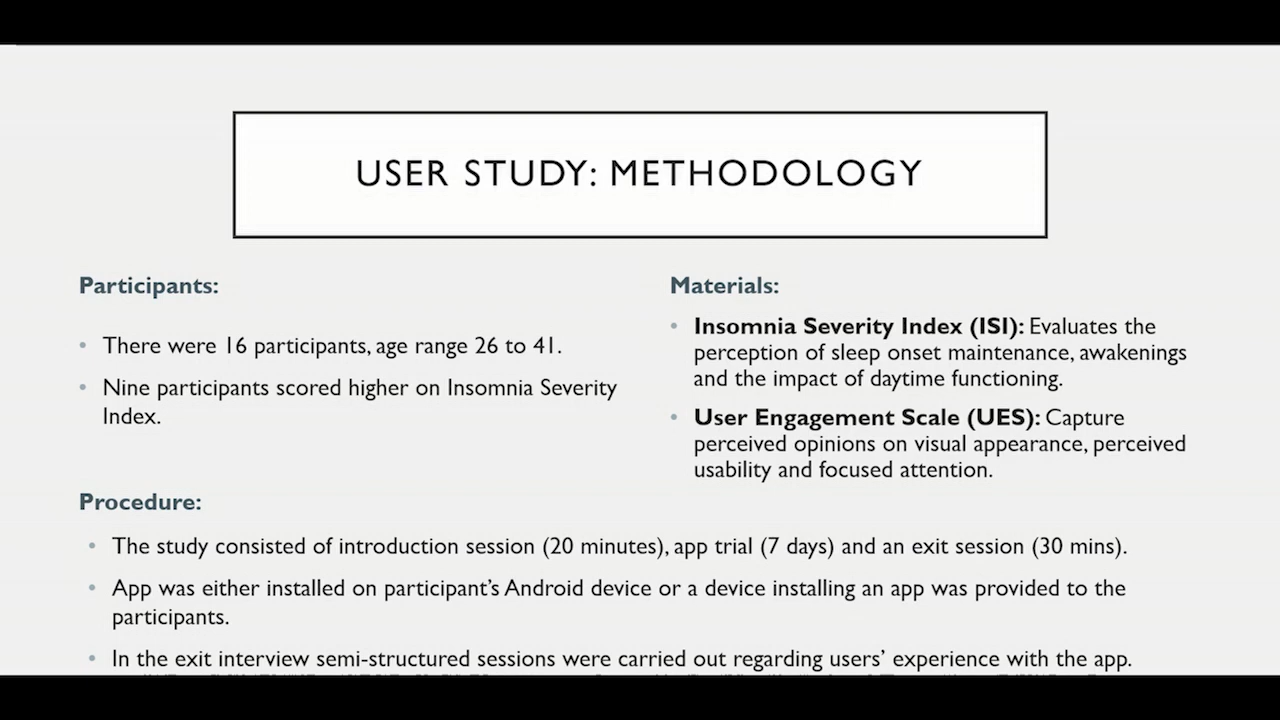 USER STUDY: METHODOLOGY
Participants:
• There were 16 participants, age range 26 to 41.
• Nine participants scored higher on Insomnia Severity
Index.
Materials:
• Insomnia Severity Index (ISI): Evaluates the
perception of sleep onset maintenance, awakenings
and the impact of daytime functioning.
• User Engagement Scale (UES): Capture
perceived opinions on visual appearance, perceived
usability and focused attention.
Procedure:
• The study consisted of introduction session (20 minutes), app trial (7 days) and an exit session (30 mins).
• App was either installed on participant's Android device or a device installing an app was provided to the
participants.
• In the exit interview semi-structured sessions were carried out regarding users' experience with the app.